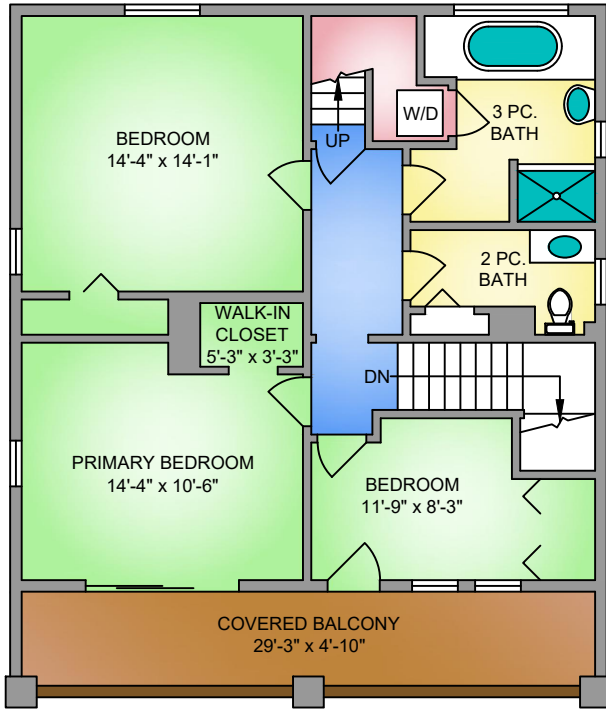 BEDROOM
14'-4" x 14'-1"
UP
W/D
3 PC.
BATH
2 PC.
BATH
WALK-IN
CLOSET
5'-3" x 3'-3"
DN
PRIMARY BEDROOM
14'-4" x 10'-6"
BEDROOM
11'-9" x 8'-3"
COVERED BALCONY
29'-3" x 4'-10"